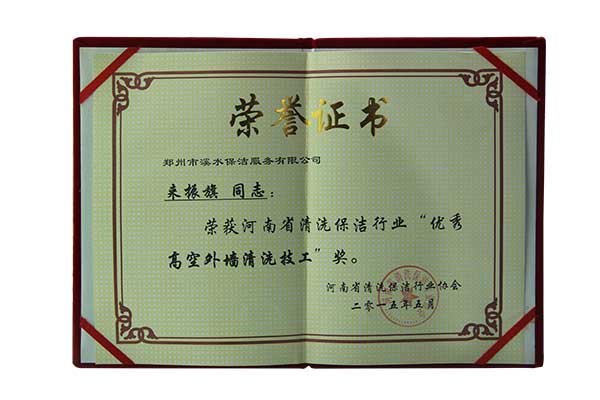 荣誉证书
郑州市溪水保洁服务有限公司
来振旗 同志：
荣获河南省清洗保洁行业“优秀
高空外墙清洗技工”奖。
河南省清洗保洁行业协会
二零一五年五月